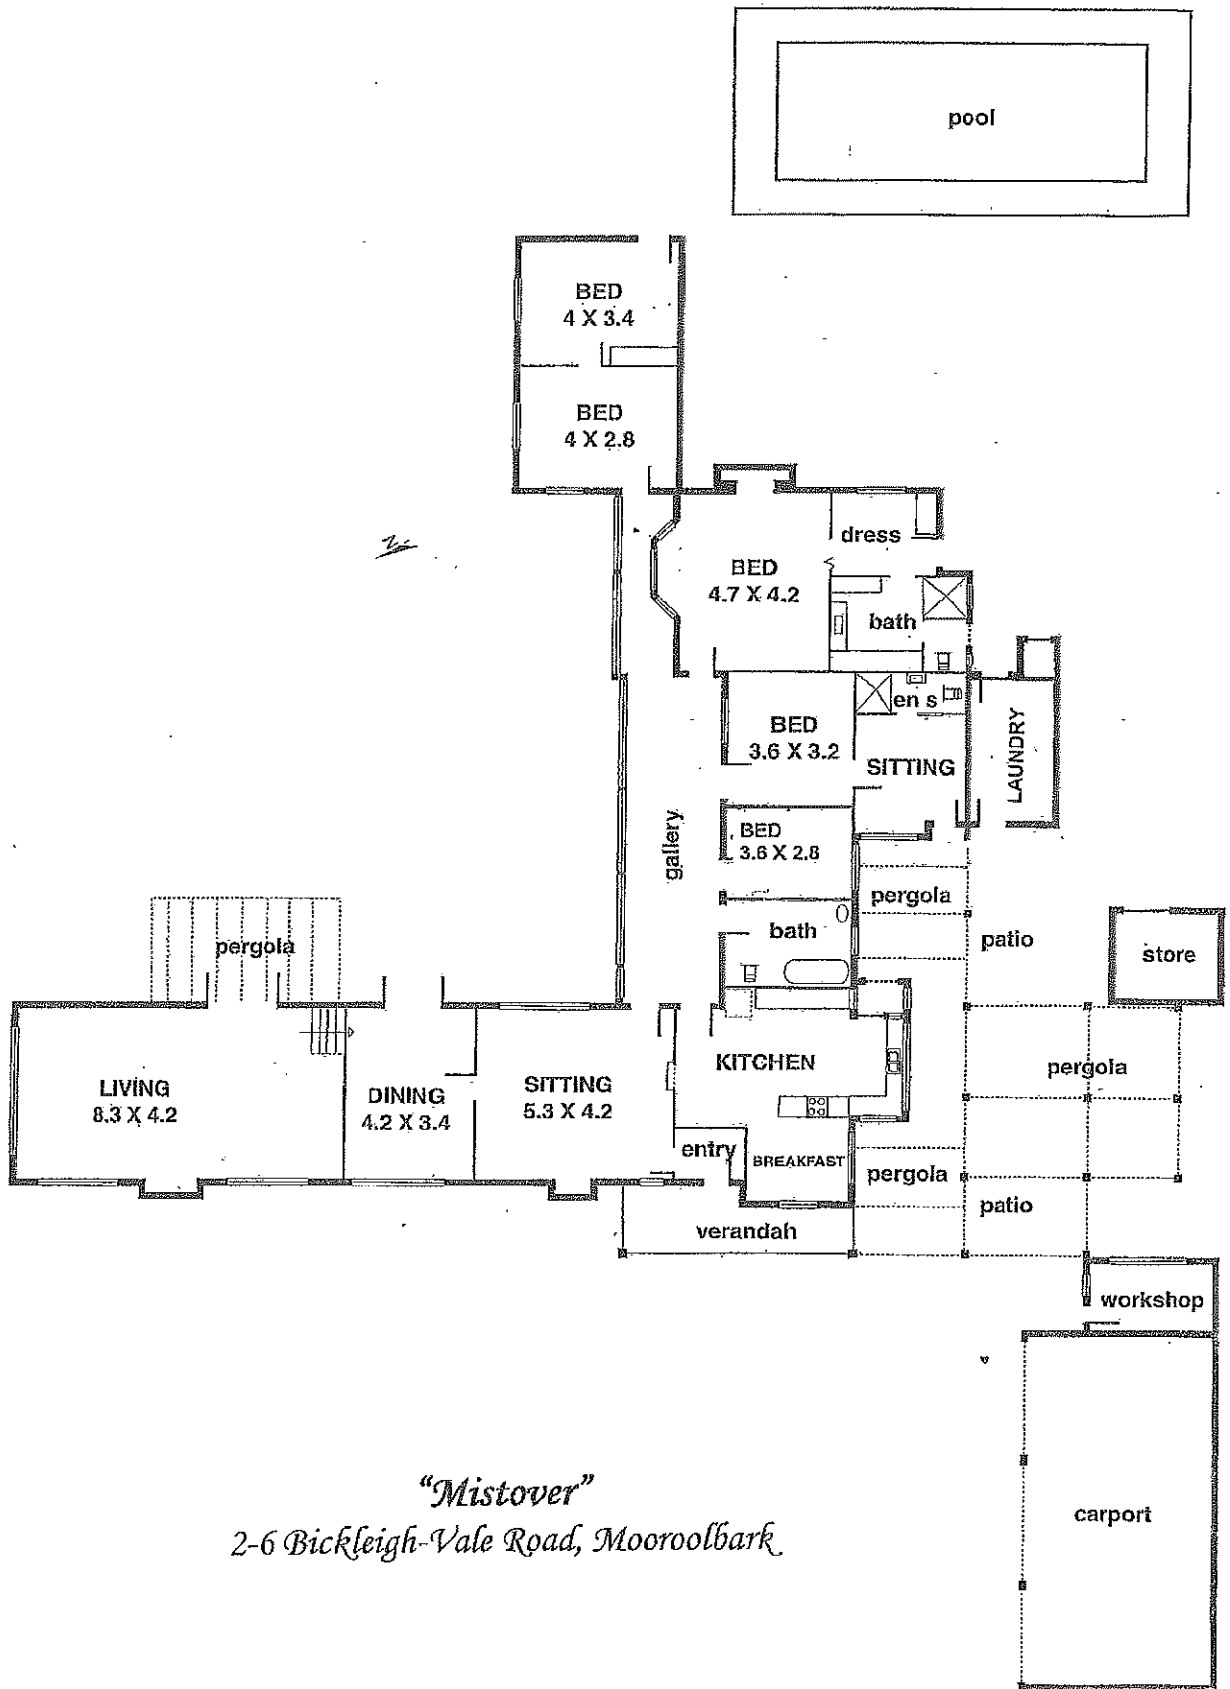 pool
BED
4 X 3.4
BED
4 X 2.8
dress
BED
4.7 X 4.2
bath
en s
BED
3.6 X 3.2
SITTING
LAUNDRY
gallery
BED
3.6 X 2.8
pergola
bath
patio
store
pergola
KITCHEN
pergola
LIVING
8.3 X 4.2
DINING
4.2 X 3.4
SITTING
5.3 X 4.2
entry
BREAKFAST
pergola
patio
verandah
workshop
carport
"Mistover"
2-6 Bickleigh-Vale Road, Mooroolbark